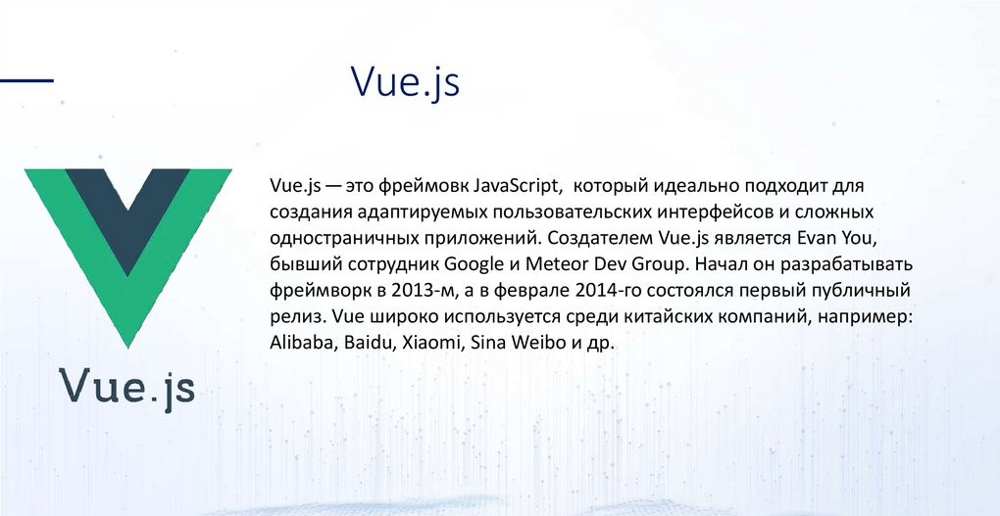 Vue.js
Vue.js — это фреймовк JavaScript,  который идеально подходит для
создания адаптируемых пользовательских интерфейсов и сложных
одностраничных приложений. Создателем Vue.js является Evan You,
бывший сотрудник Google и Meteor Dev Group. Начал он разрабатывать
фреймворк в 2013-м, а в феврале 2014-го состоялся первый публичный
релиз. Vue широко используется среди китайских компаний, например:
Alibaba, Baidu, Xiaomi, Sina Weibo и др.
Vue.js